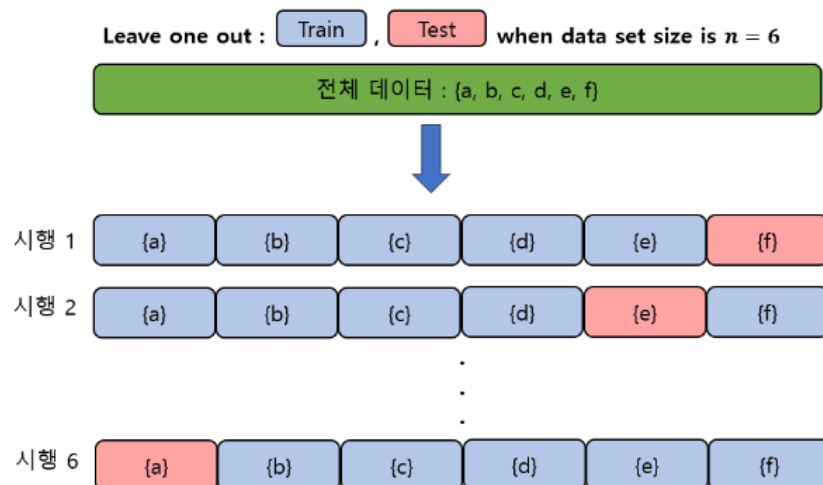 Leave one out : Train , Test when data set size is n = 6
전체 데이터 : {a, b, c, d, e, f}
시행 1 {a} {b} {c} {d} {e} {f}
시행 2 {a} {b} {c} {d} {e} {f}
.
.
.
시행 6 {a} {b} {c} {d} {e} {f}